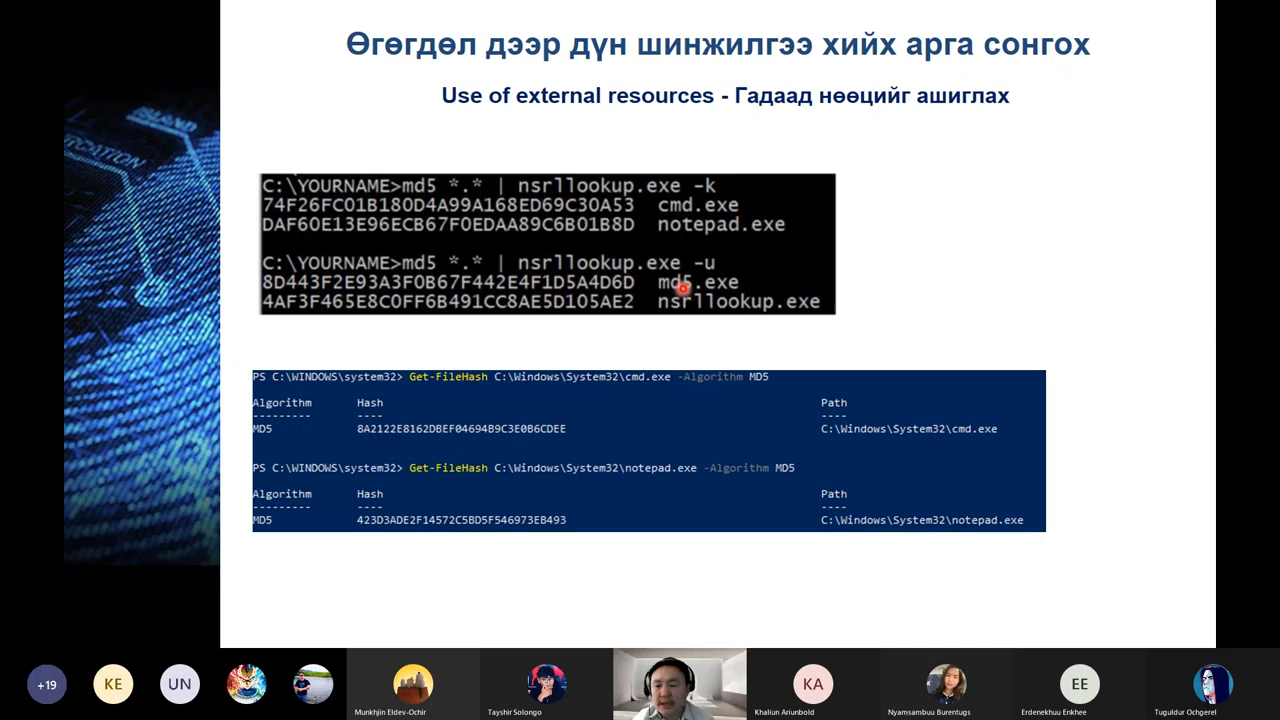 Өгөгдөл дээр дүн шинжилгээ хийх арга сонгох
Use of external resources - Гадаад нөөцийг ашиглах
C:\YOURNAME>md5 *.* | nsrllookup.exe -k
74F26FC01B180D4A99A168ED69C30A53 cmd.exe
DAF60E13E96ECB67F0EDAA89C6B01B8D notepad.exe
C:\YOURNAME>md5 *.* | nsrllookup.exe -u
8D443F2E93A3F0B67F442E4F1D5A4D6D md5.exe
4AF3F465E8C0FF6B491CC8AE5D105AE2 nsrllookup.exe
PS C:\WINDOWS\system32> Get-FileHash C:\Windows\System32\cmd.exe -Algorithm MD5
Algorithm Hash Path
--------- ---- ----
MD5 8A2122E8162DBEF04694B9C3E0B6CDEE C:\Windows\System32\cmd.exe
PS C:\WINDOWS\system32> Get-FileHash C:\Windows\System32\notepad.exe -Algorithm MD5
Algorithm Hash Path
--------- ---- ----
MD5 423D3ADE2F14572C5BD5F546973EB493 C:\Windows\System32\notepad.exe
+19
KE
UN
KA
EE
Munkhjin Eldev-Ochir
Tayshir Solongo
Khaliun Ariunbold
Nyamsambuu Burentugs
Erdenekhuu Enkhee
Tuguldur Ochgerel